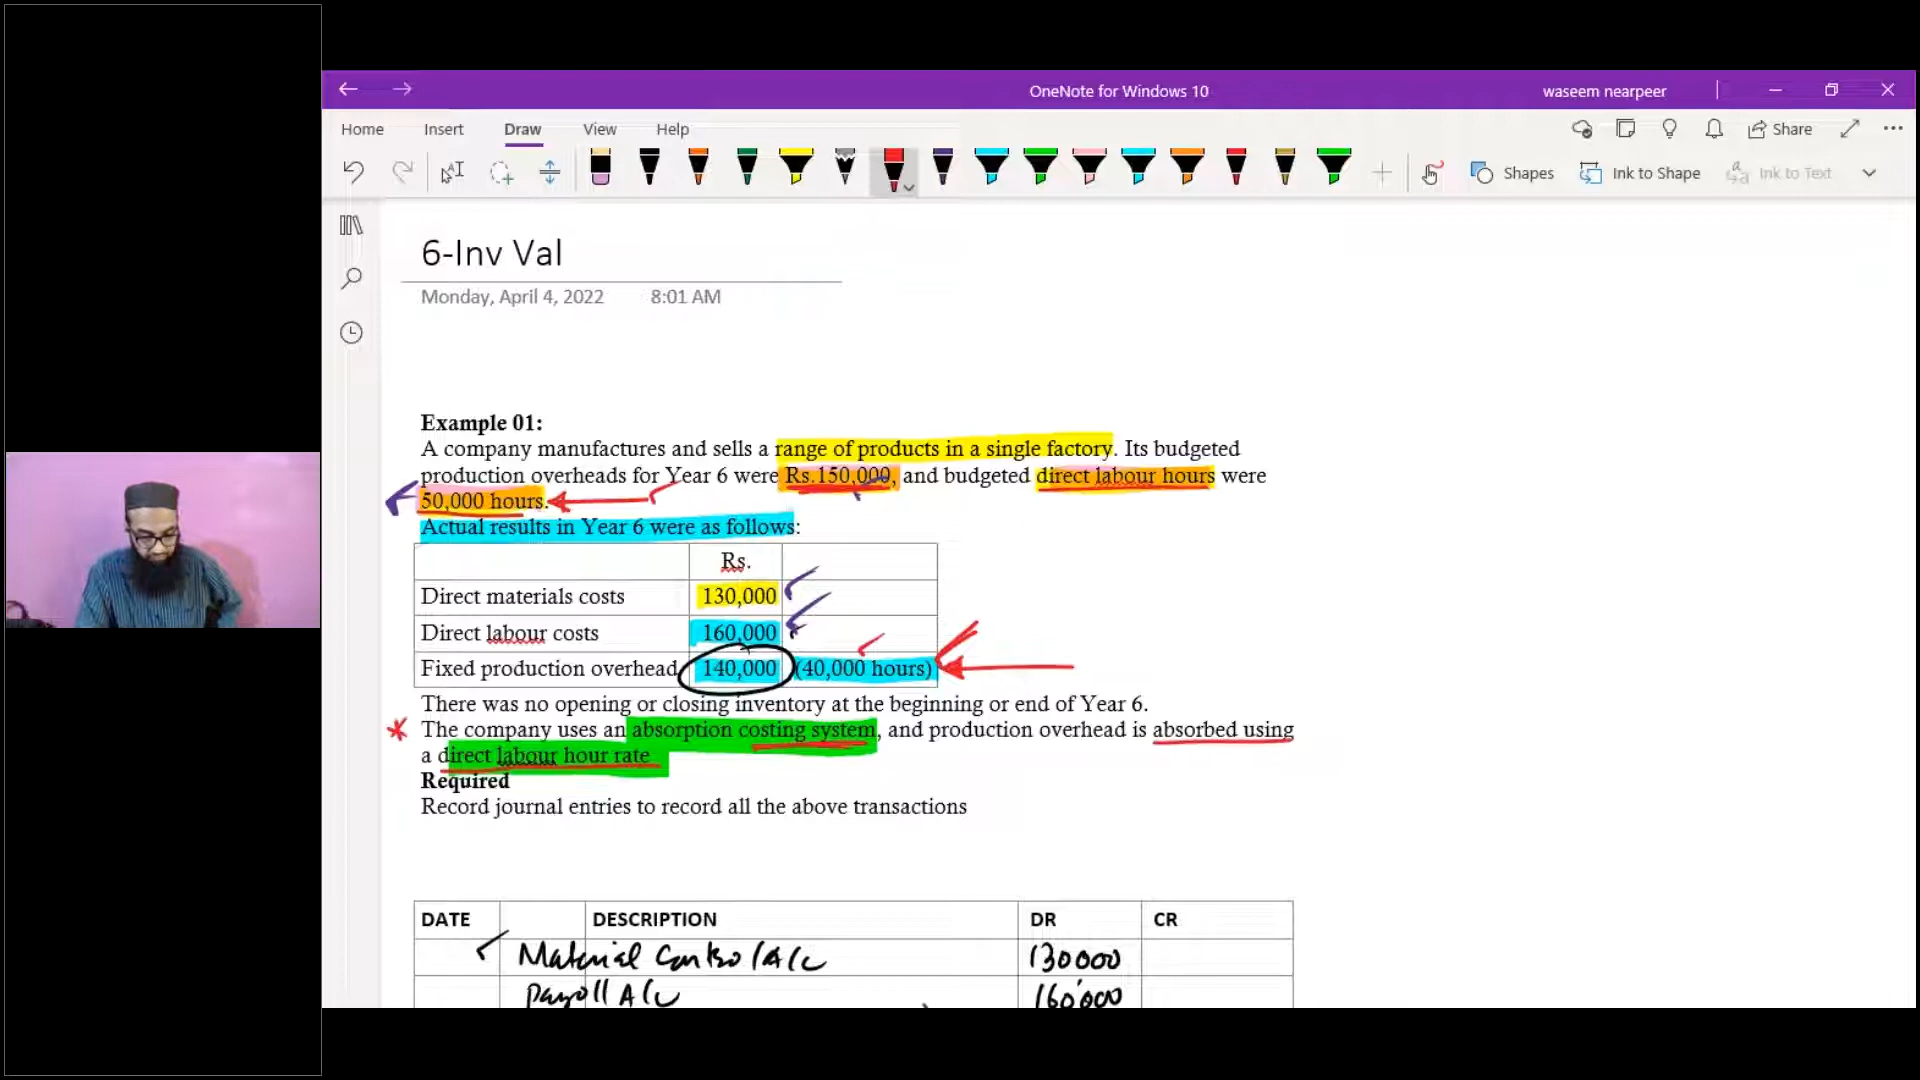 OneNote for Windows 10
waseem nearpeer
Home Insert Draw View Help
Share
Shapes Ink to Shape Ink to Text
6-Inv Val
Monday, April 4, 2022 8:01 AM
Example 01:
A company manufactures and sells a range of products in a single factory. Its budgeted
production overheads for Year 6 were Rs.150,000, and budgeted direct labour hours were
50,000 hours.
Actual results in Year 6 were as follows:
Rs.
Direct materials costs 130,000
Direct labour costs 160,000
Fixed production overhead 140,000 (40,000 hours)
There was no opening or closing inventory at the beginning or end of Year 6.
The company uses an absorption costing system, and production overhead is absorbed using
a direct labour hour rate
Required
Record journal entries to record all the above transactions
DATE DESCRIPTION DR CR
Material Control A/c 130000
Payroll A/c 160,000